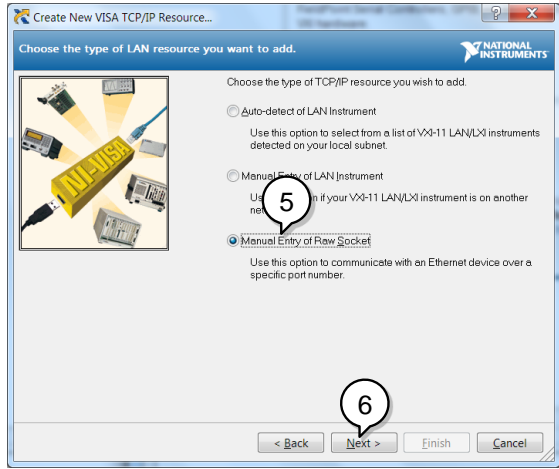 Create New VISA TCP/IP Resource...
Choose the type of LAN resource you want to add.
NATIONAL
INSTRUMENTS
Choose the type of TCP/IP resource you wish to add.
Auto-detect of LAN Instrument
Use this option to select from a list of VXI-11 LAN/LXI instruments
detected on your local subnet.
Manual Entry of LAN Instrument
if your VXI-11 LAN/LXI instrument is on another
5
Manual Entry of Raw Socket
Use this option to communicate with an Ethernet device over a
specific port number.
NI-VISA
6
< Back
Next >
Finish
Cancel